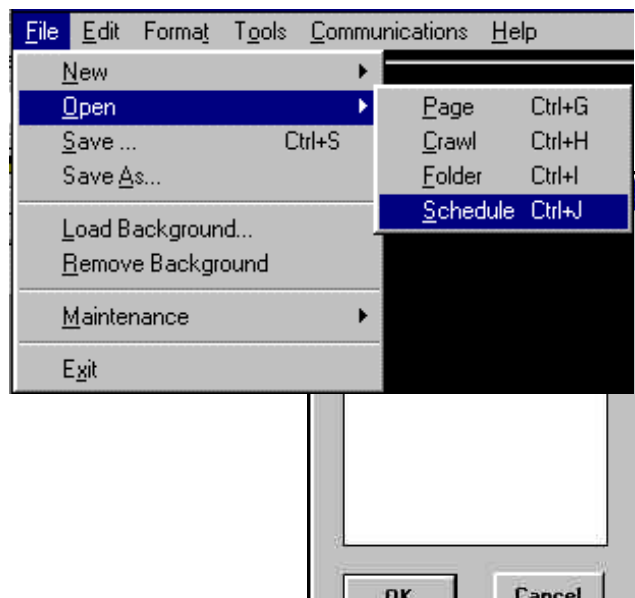 File Edit Format Tools Communications Help
New
Open
Save ... Ctrl+S
Save As...
Load Background...
Remove Background
Maintenance
Exit
Page Ctrl+G
Crawl Ctrl+H
Folder Ctrl+I
Schedule Ctrl+J
OK Cancel